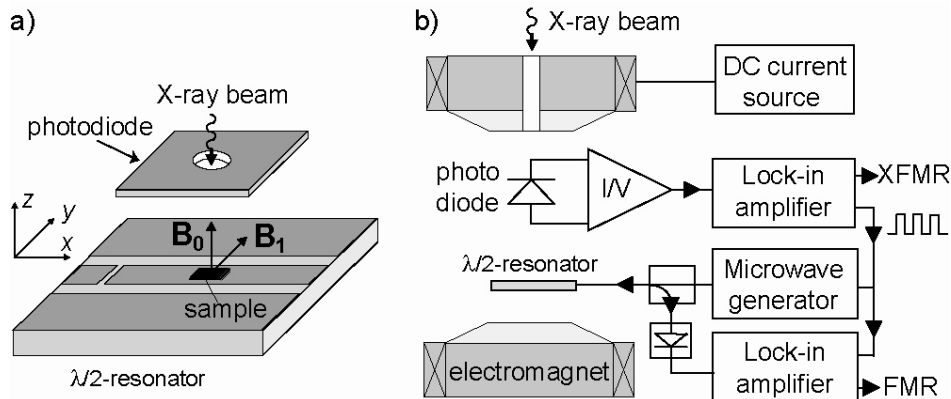 a)
X-ray beam
photodiode
z
y
x
B0
B1
sample
λ/2-resonator
b)
X-ray beam
DC current
source
photo
diode
I/V
Lock-in
amplifier
XFMR
λ/2-resonator
Microwave
generator
electromagnet
Lock-in
amplifier
FMR